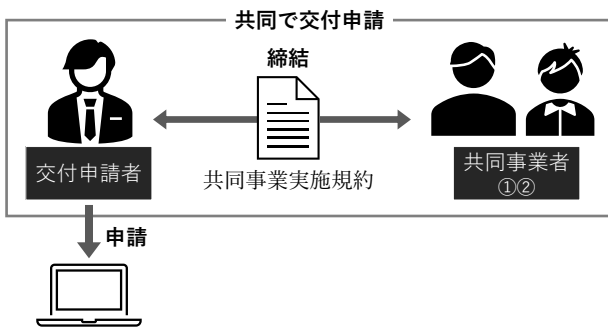 共同で交付申請
締結
交付申請者
共同事業実施規約
共同事業者
①②
申請